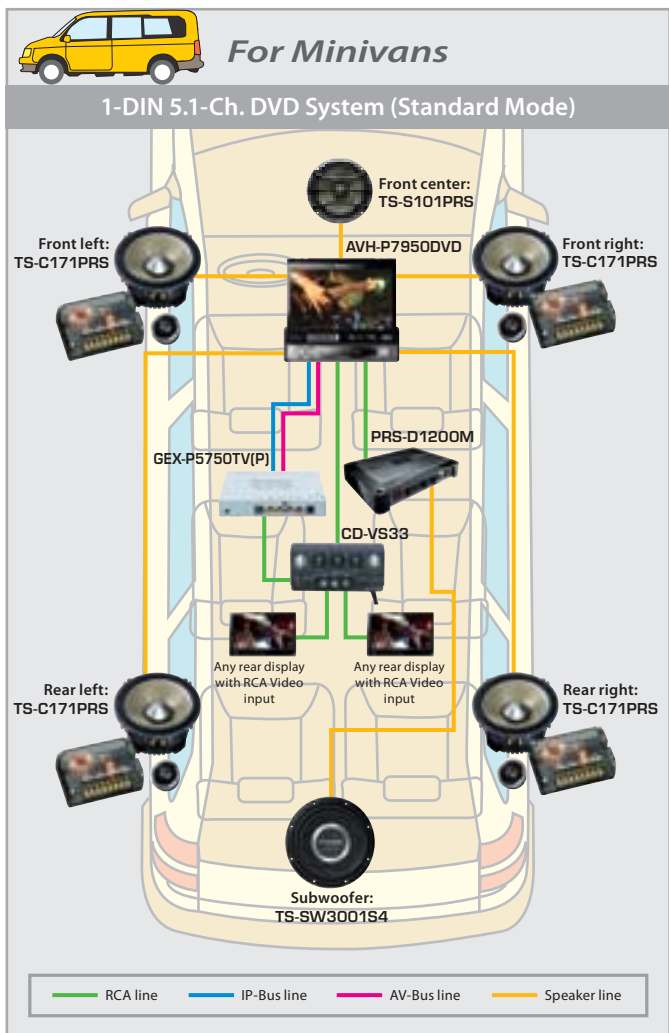 For Minivans
1-DIN 5.1-Ch. DVD System (Standard Mode)
Front center:
TS-S101PRS
Front left:
TS-C171PRS
AVH-P7950DVD
Front right:
TS-C171PRS
PRS-D1200M
GEX-P5750TV(P)
CD-VS33
Any rear display
with RCA Video
input
Any rear display
with RCA Video
input
Rear left:
TS-C171PRS
Rear right:
TS-C171PRS
Subwoofer:
TS-SW3001S4
RCA line
IP-Bus line
AV-Bus line
Speaker line